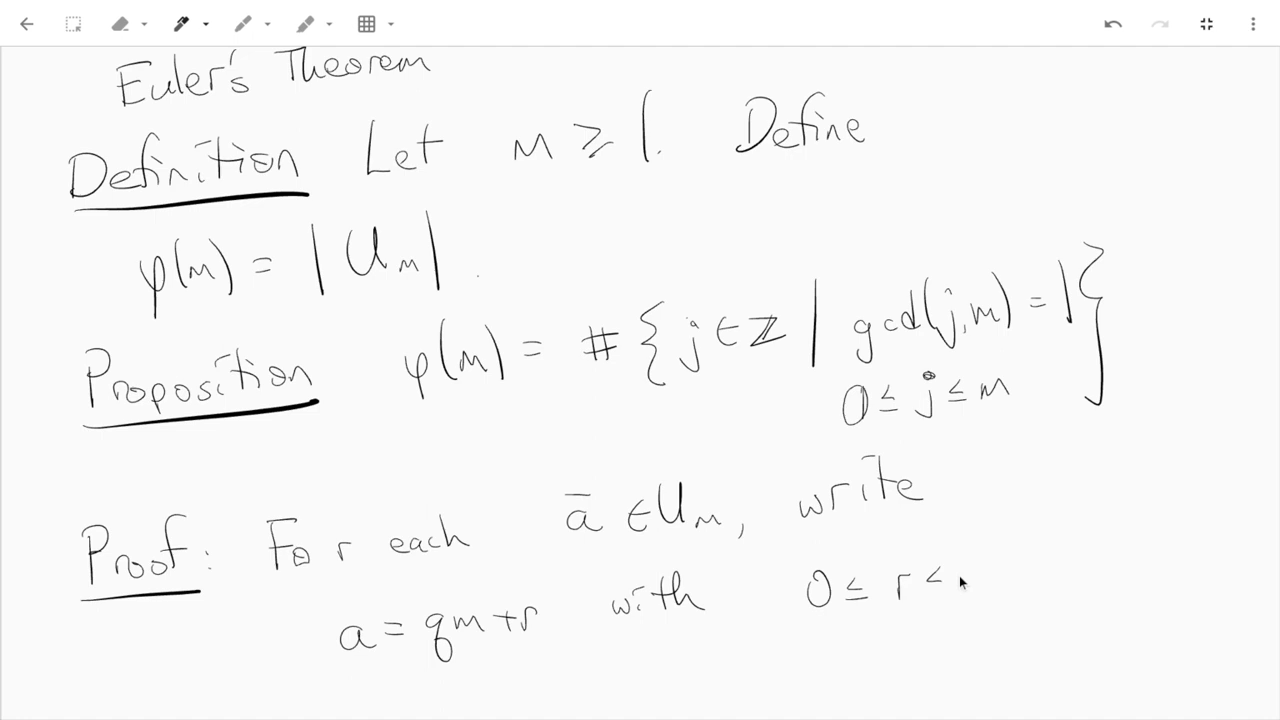 Euler's Theorem
Definition Let m ≥ 1. Define
φ(m) = |U_m|.
Proposition φ(m) = #{j ∈ ℤ | gcd(j,m) = 1}
0 ≤ j ≤ m
Proof: For each a̅ ∈ U_m, write
a = qm+r with 0 ≤ r <